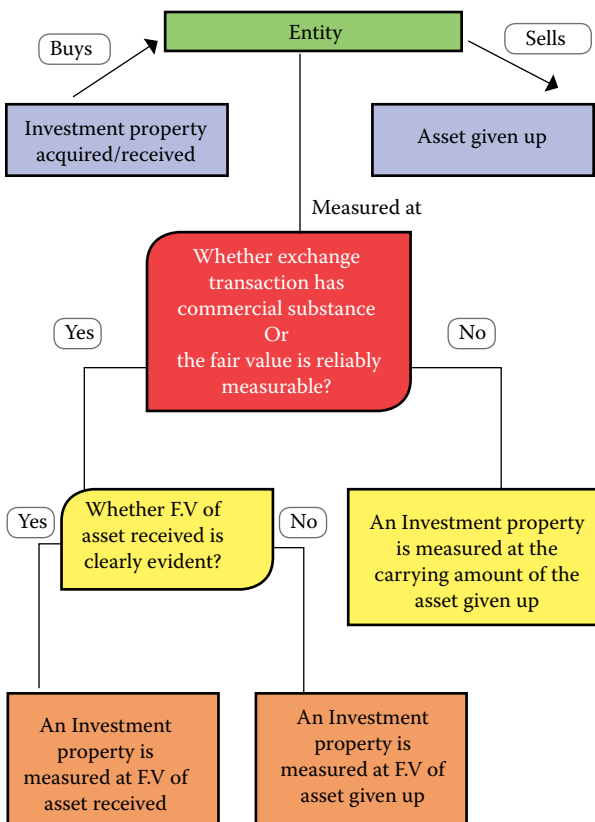 Entity
Buys
Sells
Investment property
acquired/received
Asset given up
Measured at
Whether exchange
transaction has
commercial substance
Or
the fair value is reliably
measurable?
Yes
No
Whether F.V of
asset received is
clearly evident?
Yes
No
An Investment property
is measured at the
carrying amount of the
asset given up
An Investment
property is
measured at F.V of
asset received
An Investment
property is
measured at F.V of
asset given up